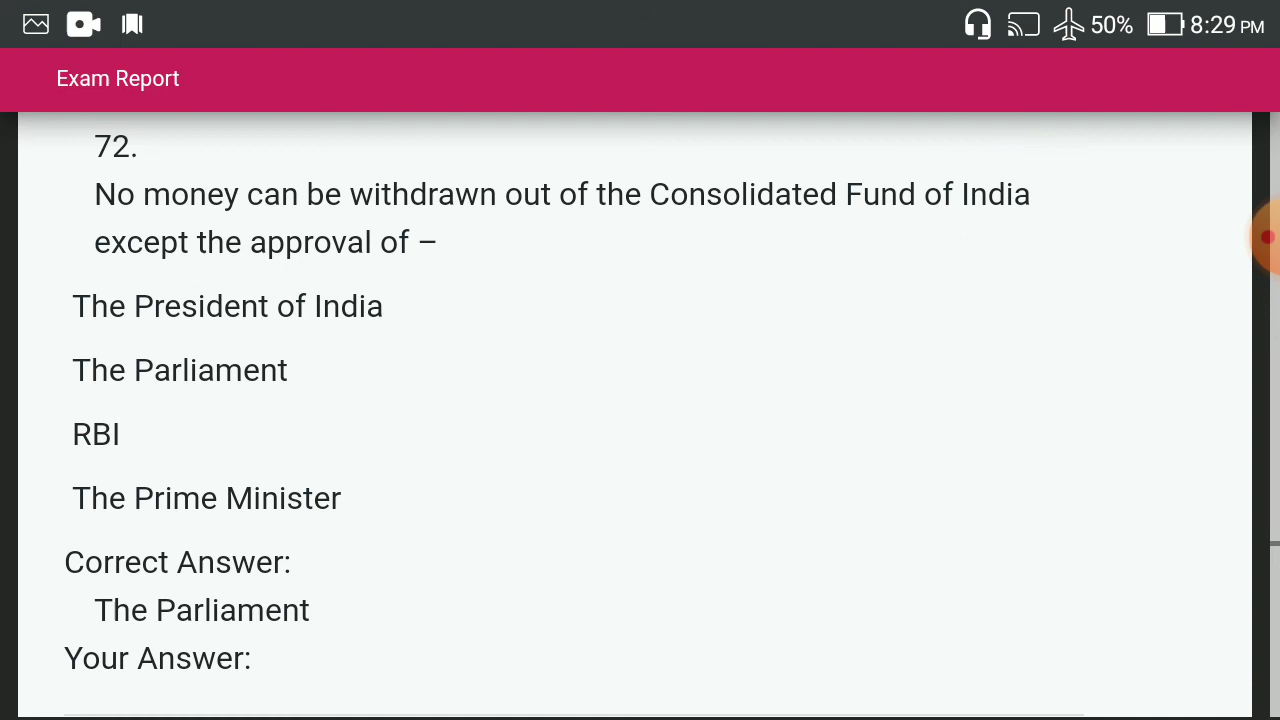 50% 8:29 PM
Exam Report
72.
No money can be withdrawn out of the Consolidated Fund of India
except the approval of –
The President of India
The Parliament
RBI
The Prime Minister
Correct Answer:
The Parliament
Your Answer: